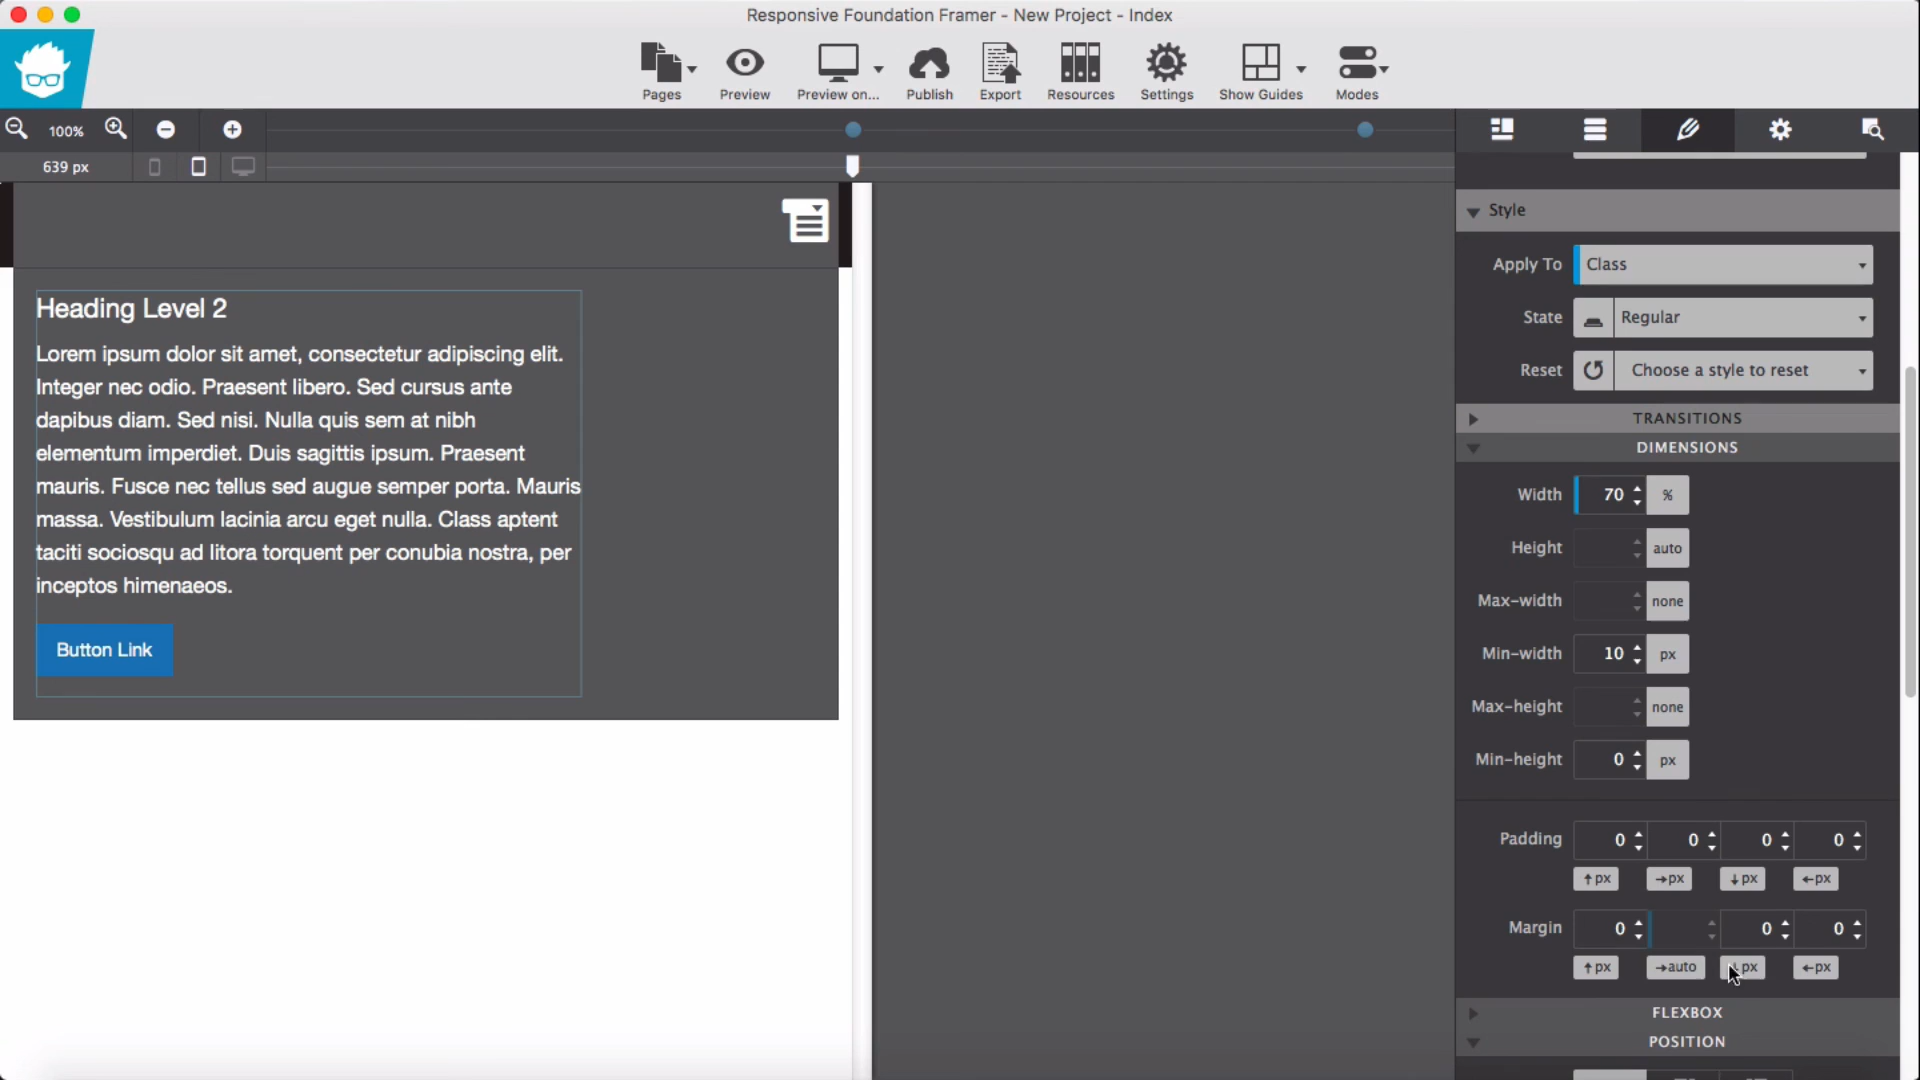 Responsive Foundation Framer - New Project - Index
Pages
Preview
Preview on...
Publish
Export
Resources
Settings
Show Guides
Modes
100%
639 px
Heading Level 2
Lorem ipsum dolor sit amet, consectetur adipiscing elit.
Integer nec odio. Praesent libero. Sed cursus ante
dapibus diam. Sed nisi. Nulla quis sem at nibh
elementum imperdiet. Duis sagittis ipsum. Praesent
mauris. Fusce nec tellus sed augue semper porta. Mauris
massa. Vestibulum lacinia arcu eget nulla. Class aptent
taciti sociosqu ad litora torquent per conubia nostra, per
inceptos himenaeos.
Button Link
Style
Apply To Class
State Regular
Reset Choose a style to reset
TRANSITIONS
DIMENSIONS
Width 70 %
Height auto
Max-width none
Min-width 10 px
Max-height none
Min-height 0 px
Padding 0 0 0 0
px px px px
Margin 0 0 0
px auto px px
FLEXBOX
POSITION